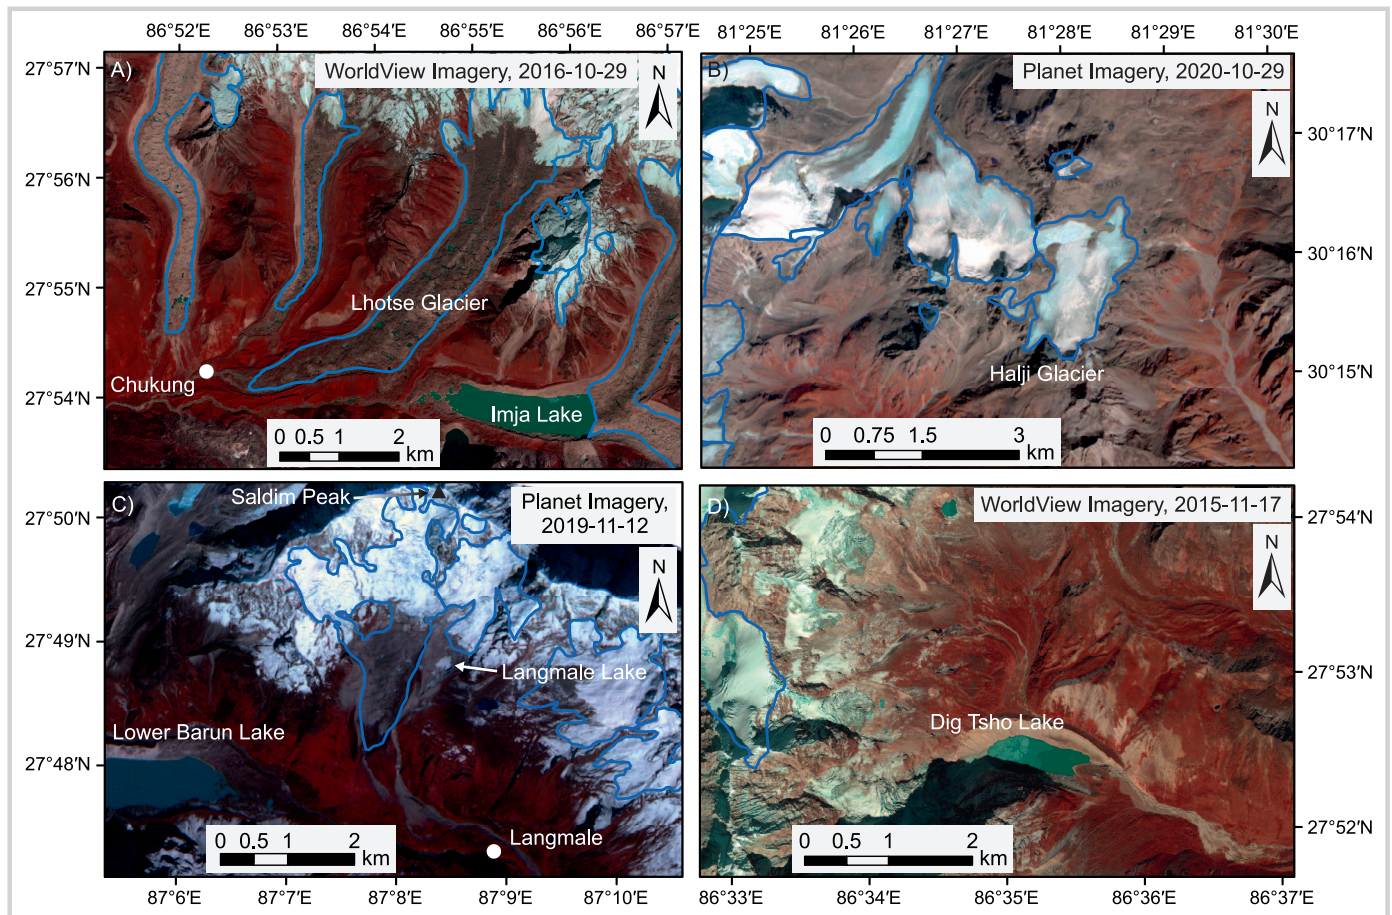 86°52'E 86°53'E 86°54'E 86°55'E 86°56'E 86°57'E
81°25'E 81°26'E 81°27'E 81°28'E 81°29'E 81°30'E
A)
WorldView Imagery, 2016-10-29
N
27°57'N
27°56'N
27°55'N
27°54'N
Lhotse Glacier
Chukung
Imja Lake
0 0.5 1 2
km
B)
Planet Imagery, 2020-10-29
N
30°17'N
30°16'N
30°15'N
Halji Glacier
0 0.75 1.5 3
km
C)
Saldim Peak
Planet Imagery,
2019-11-12
N
27°50'N
27°49'N
27°48'N
Langmale Lake
Lower Barun Lake
Langmale
0 0.5 1 2
km
D)
WorldView Imagery, 2015-11-17
N
27°54'N
27°53'N
27°52'N
Dig Tsho Lake
0 0.5 1 2
km
87°6'E 87°7'E 87°8'E 87°9'E 87°10'E
86°33'E 86°34'E 86°35'E 86°36'E 86°37'E